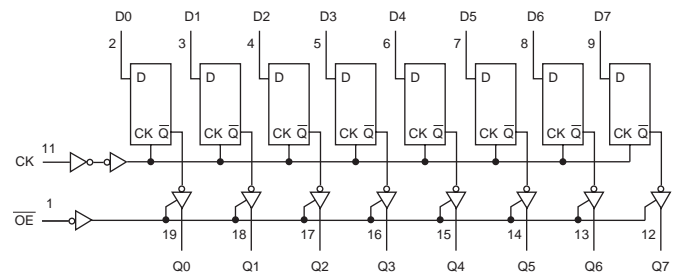 D0 D1 D2 D3 D4 D5 D6 D7
2 3 4 5 6 7 8 9
D D D D D D D D
CK Q̅ CK Q̅ CK Q̅ CK Q̅ CK Q̅ CK Q̅ CK Q̅ CK Q̅
11
CK
1
O̅E̅
19 18 17 16 15 14 13 12
Q0 Q1 Q2 Q3 Q4 Q5 Q6 Q7